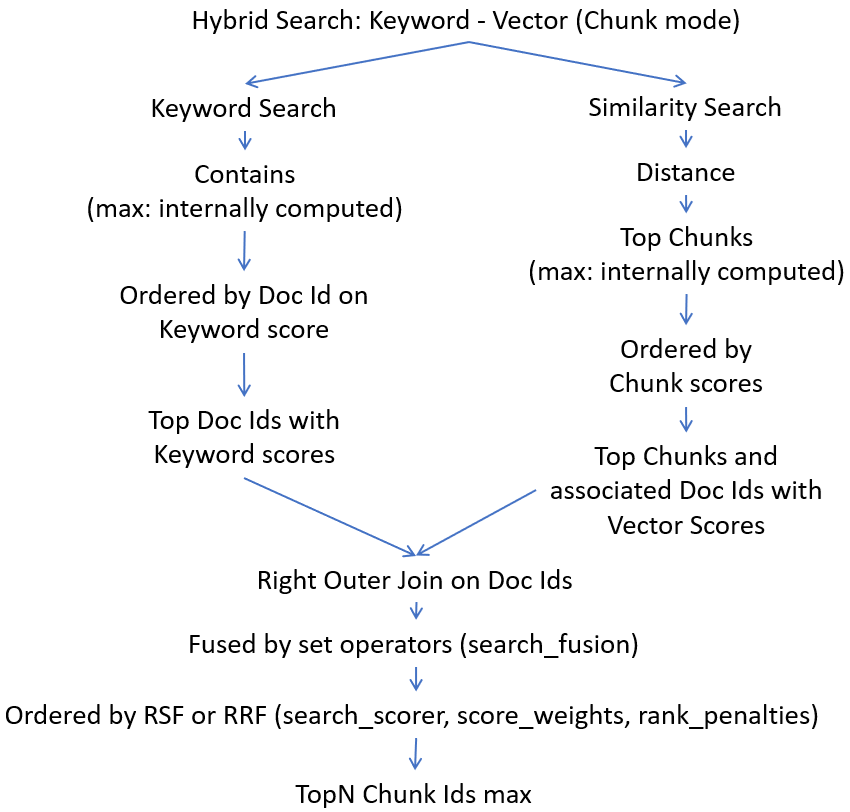 Hybrid Search: Keyword - Vector (Chunk mode)
Keyword Search
Contains
(max: internally computed)
Ordered by Doc Id on
Keyword score
Top Doc Ids with
Keyword scores
Similarity Search
Distance
Top Chunks
(max: internally computed)
Ordered by
Chunk scores
Top Chunks and
associated Doc Ids with
Vector Scores
Right Outer Join on Doc Ids
Fused by set operators (search_fusion)
Ordered by RSF or RRF (search_scorer, score_weights, rank_penalties)
TopN Chunk Ids max